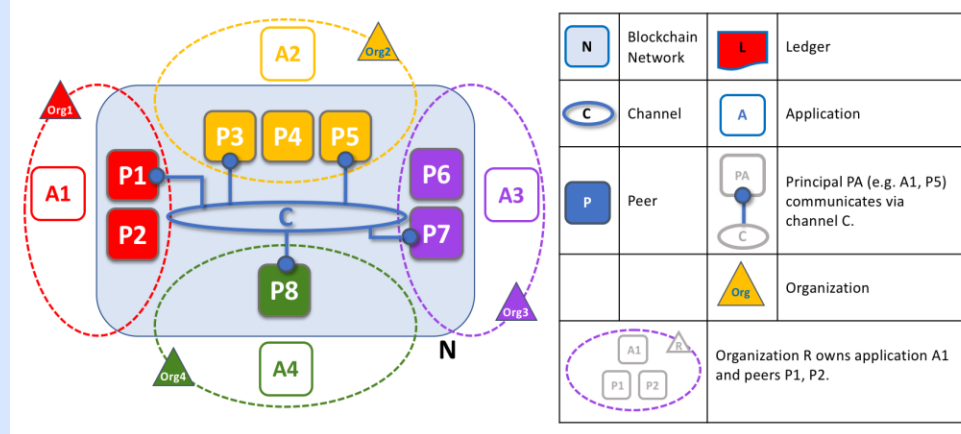 A2
Org2
Org1
P3 P4 P5
A1
P1
P6
A3
C
P2
P7
P8
Org3
N
A4
Org4
N
Blockchain
Network
L
Ledger
C
Channel
A
Application
P
Peer
PA
C
Principal PA (e.g. A1, P5)
communicates via
channel C.
Org
Organization
A1
R
P1 P2
Organization R owns application A1
and peers P1, P2.